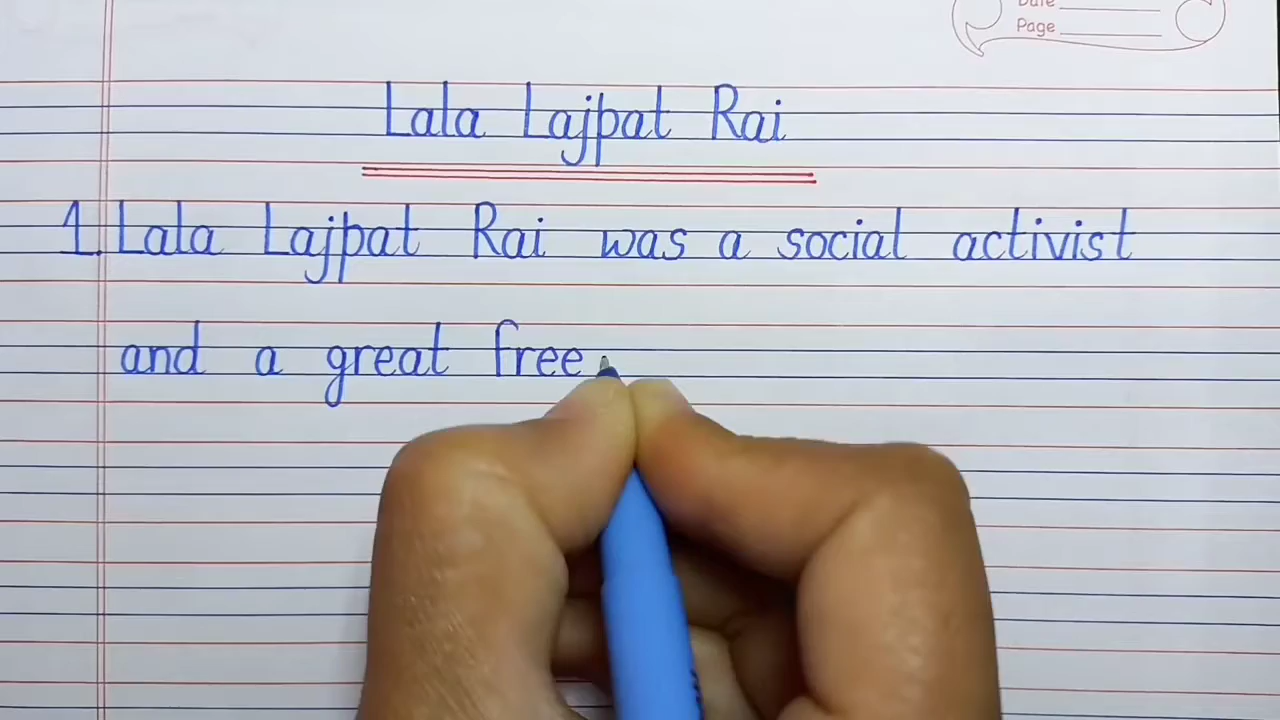 Date
Page
Lala Lajpat Rai
1. Lala Lajpat Rai was a social activist
and a great free